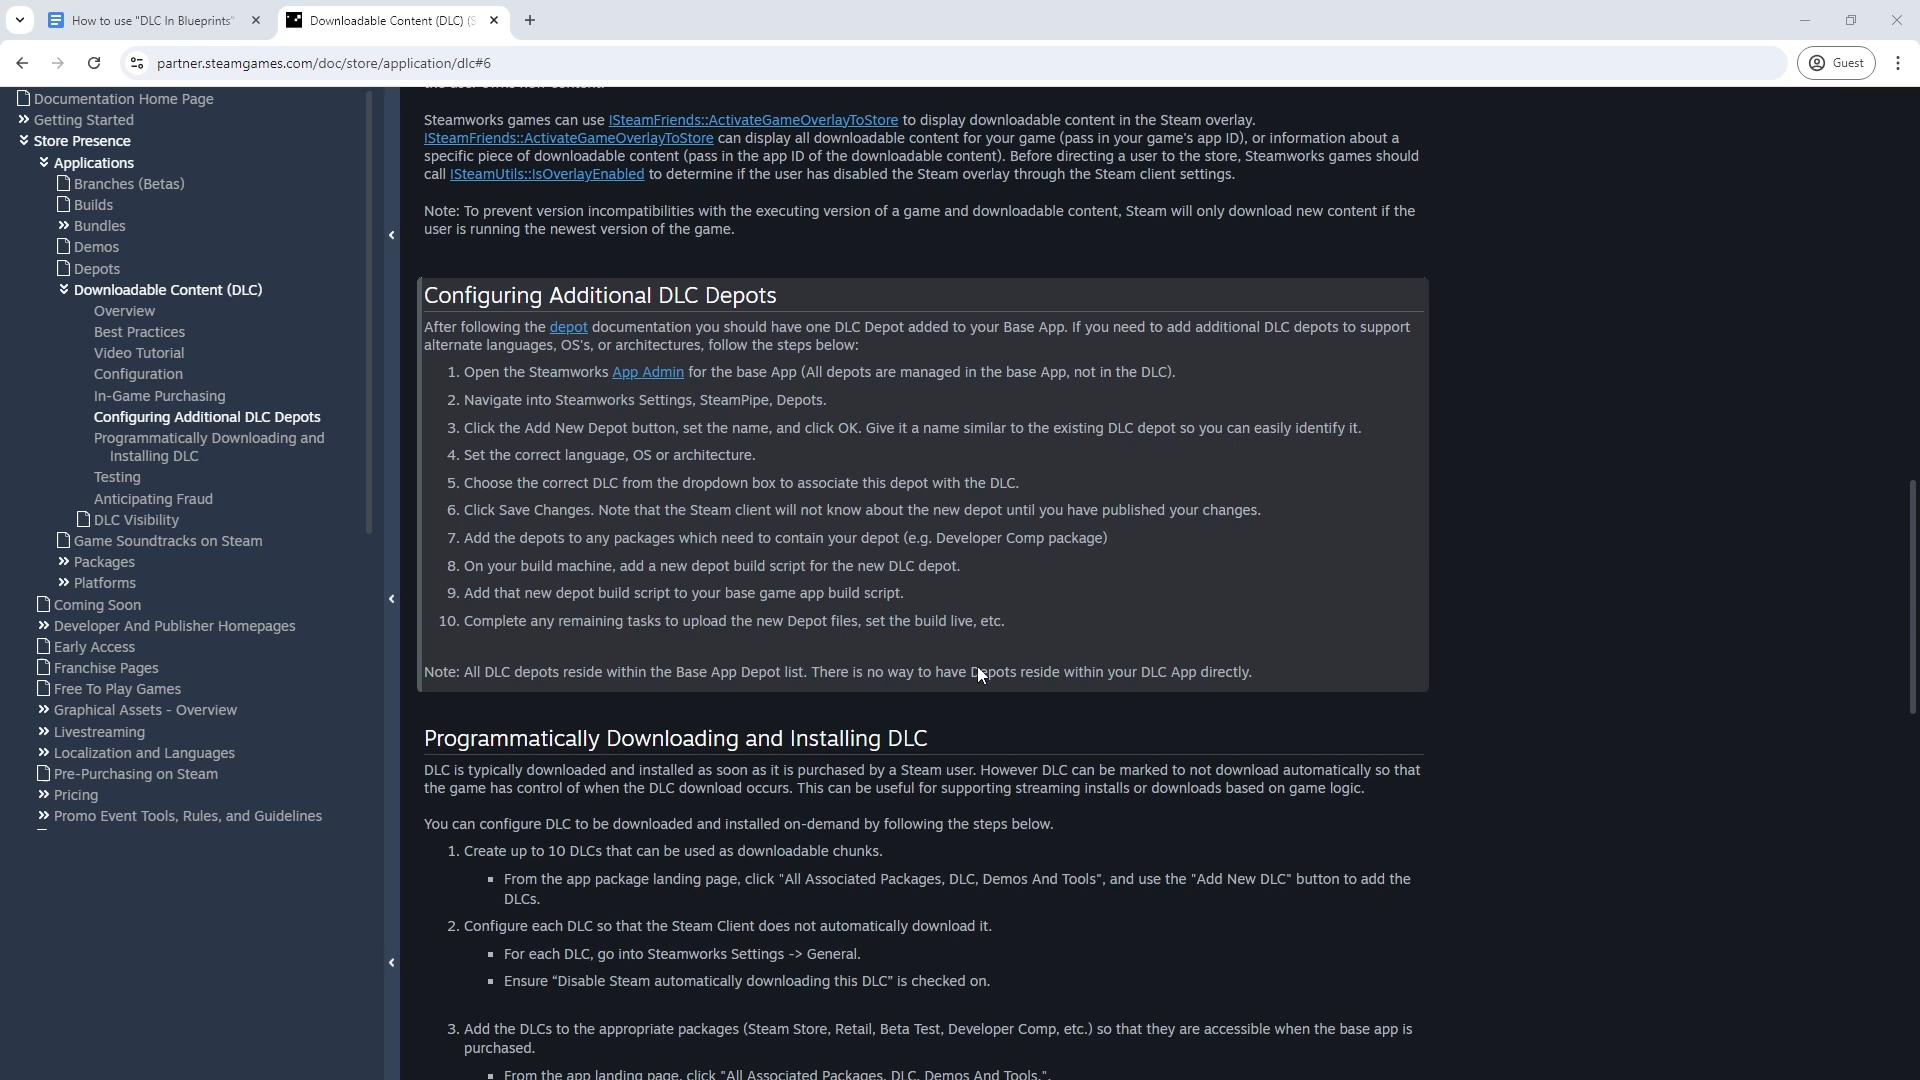 How to use "DLC In Blueprints"
Downloadable Content (DLC) (S
partner.steamgames.com/doc/store/application/dlc#6
Guest
Documentation Home Page
Getting Started
Store Presence
Applications
Branches (Betas)
Builds
Bundles
Demos
Depots
Downloadable Content (DLC)
Overview
Best Practices
Video Tutorial
Configuration
In-Game Purchasing
Configuring Additional DLC Depots
Programmatically Downloading and
Installing DLC
Testing
Anticipating Fraud
DLC Visibility
Game Soundtracks on Steam
Packages
Platforms
Coming Soon
Developer And Publisher Homepages
Early Access
Franchise Pages
Free To Play Games
Graphical Assets - Overview
Livestreaming
Localization and Languages
Pre-Purchasing on Steam
Pricing
Promo Event Tools, Rules, and Guidelines
Steamworks games can use ISteamFriends::ActivateGameOverlayToStore to display downloadable content in the Steam overlay.
ISteamFriends::ActivateGameOverlayToStore can display all downloadable content for your game (pass in your game's app ID), or information about a
specific piece of downloadable content (pass in the app ID of the downloadable content). Before directing a user to the store, Steamworks games should
call ISteamUtils::IsOverlayEnabled to determine if the user has disabled the Steam overlay through the Steam client settings.
Note: To prevent version incompatibilities with the executing version of a game and downloadable content, Steam will only download new content if the
user is running the newest version of the game.
Configuring Additional DLC Depots
After following the depot documentation you should have one DLC Depot added to your Base App. If you need to add additional DLC depots to support
alternate languages, OS's, or architectures, follow the steps below:
1. Open the Steamworks App Admin for the base App (All depots are managed in the base App, not in the DLC).
2. Navigate into Steamworks Settings, SteamPipe, Depots.
3. Click the Add New Depot button, set the name, and click OK. Give it a name similar to the existing DLC depot so you can easily identify it.
4. Set the correct language, OS or architecture.
5. Choose the correct DLC from the dropdown box to associate this depot with the DLC.
6. Click Save Changes. Note that the Steam client will not know about the new depot until you have published your changes.
7. Add the depots to any packages which need to contain your depot (e.g. Developer Comp package)
8. On your build machine, add a new depot build script for the new DLC depot.
9. Add that new depot build script to your base game app build script.
10. Complete any remaining tasks to upload the new Depot files, set the build live, etc.
Note: All DLC depots reside within the Base App Depot list. There is no way to have Depots reside within your DLC App directly.
Programmatically Downloading and Installing DLC
DLC is typically downloaded and installed as soon as it is purchased by a Steam user. However DLC can be marked to not download automatically so that
the game has control of when the DLC download occurs. This can be useful for supporting streaming installs or downloads based on game logic.
You can configure DLC to be downloaded and installed on-demand by following the steps below.
1. Create up to 10 DLCs that can be used as downloadable chunks.
▪ From the app package landing page, click "All Associated Packages, DLC, Demos And Tools", and use the "Add New DLC" button to add the
DLCs.
2. Configure each DLC so that the Steam Client does not automatically download it.
▪ For each DLC, go into Steamworks Settings -> General.
▪ Ensure “Disable Steam automatically downloading this DLC” is checked on.
3. Add the DLCs to the appropriate packages (Steam Store, Retail, Beta Test, Developer Comp, etc.) so that they are accessible when the base app is
purchased.
▪ From the app landing page, click "All Associated Packages, DLC, Demos And Tools.".